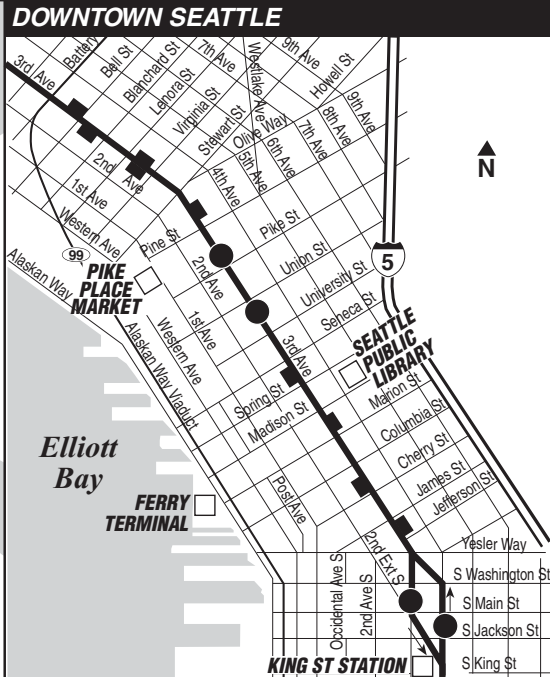 DOWNTOWN SEATTLE
3rd Ave
Battery
Bell St
Blanchard St
Lenora St
7th Ave
Virginia St
Stewart St
Westlake Ave
Olive Way
9th Ave
Howell St
9th Ave
8th Ave
7th Ave
6th Ave
5th Ave
4th Ave
N
2nd Ave
1st Ave
Western Ave
99
Alaskan Way
PIKE
PLACE
MARKET
Pine St
Pike St
2nd Ave
Union St
University St
Seneca St
5
1st Ave
Western Ave
Alaskan Way Viaduct
3rd Ave
SEATTLE
PUBLIC
LIBRARY
Spring St
Madison St
Marion St
Columbia St
Cherry St
James St
Jefferson St
Elliott
Bay
FERRY
TERMINAL
Post Ave
2nd Ext S
Yesler Way
S Washington St
Occidental Ave S
2nd Ave S
S Main St
S Jackson St
KING ST STATION
S King St